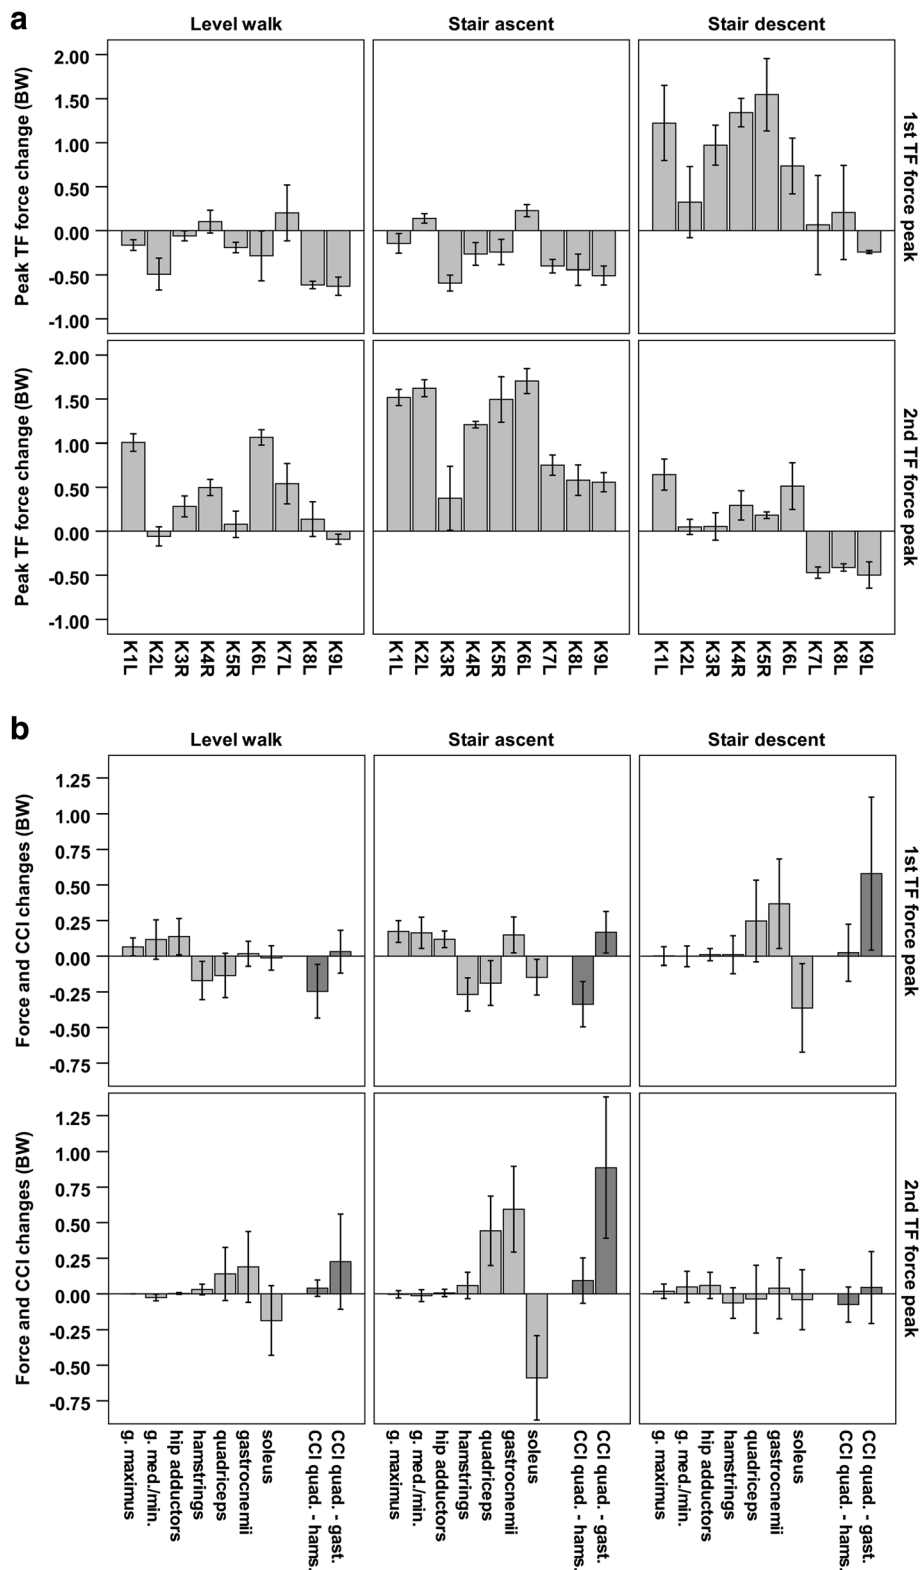 a
Level walk
Stair ascent
Stair descent
Peak TF force change (BW)
2.00
1.50
1.00
0.50
0.00
-0.50
-1.00
1st TF force peak
Peak TF force change (BW)
2.00
1.50
1.00
0.50
0.00
-0.50
-1.00
2nd TF force peak
K1L K2L K3R K4R K5R K6L K7L K8L K9L
K1L K2L K3R K4R K5R K6L K7L K8L K9L
K1L K2L K3R K4R K5R K6L K7L K8L K9L
b
Level walk
Stair ascent
Stair descent
Force and CCI changes (BW)
1.25
1.00
0.75
0.50
0.25
0.00
-0.25
-0.50
-0.75
1st TF force peak
Force and CCI changes (BW)
1.25
1.00
0.75
0.50
0.25
0.00
-0.25
-0.50
-0.75
2nd TF force peak
g. maximus
g. med./min.
hip adductors
hamstrings
quadriceps
gastrocnemii
soleus
CCI quad. - hams.
CCI quad. - gast.
g. maximus
g. med./min.
hip adductors
hamstrings
quadriceps
gastrocnemii
soleus
CCI quad. - hams.
CCI quad. - gast.
g. maximus
g. med./min.
hip adductors
hamstrings
quadriceps
gastrocnemii
soleus
CCI quad. - hams.
CCI quad. - gast.